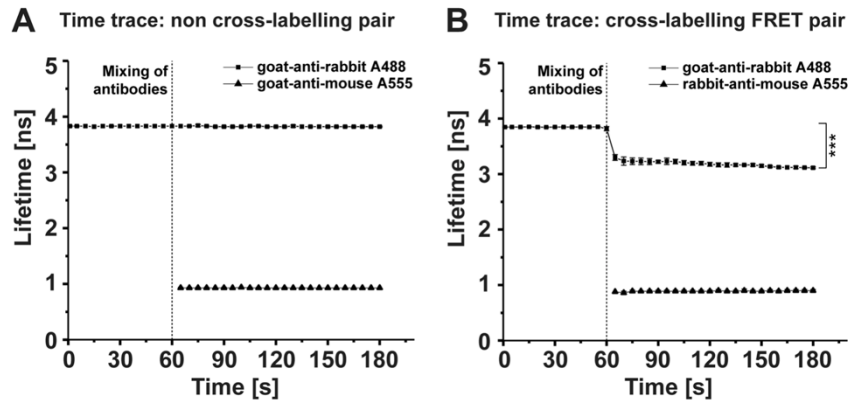 A Time trace: non cross-labelling pair
Mixing of
antibodies
goat-anti-rabbit A488
goat-anti-mouse A555
Lifetime [ns]
5
4
3
2
1
0
0 30 60 90 120 150 180
Time [s]
B Time trace: cross-labelling FRET pair
Mixing of
antibodies
goat-anti-rabbit A488
rabbit-anti-mouse A555
***
Lifetime [ns]
5
4
3
2
1
0
0 30 60 90 120 150 180
Time [s]